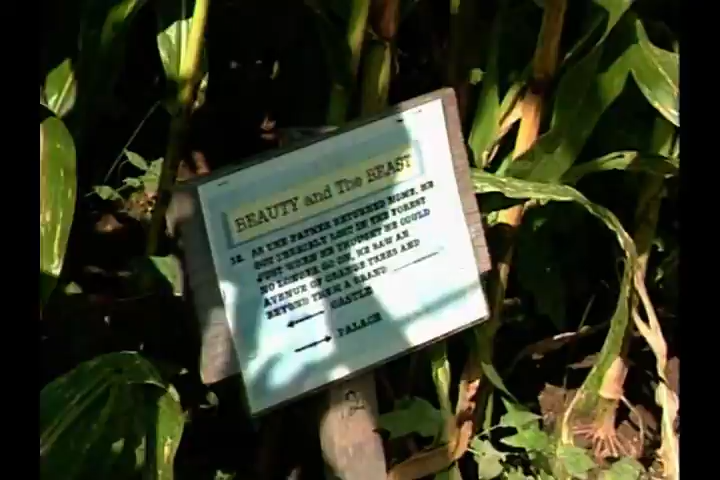 BEAUTY and The BEAST
12. AS THE FATHER RETURNED HOME, HE
GOT TERRIBLY LOST IN THE FOREST
JUST WHEN HE THOUGHT HE COULD
NO LONGER GO ON, HE SAW AN
AVENUE OF ORANGE TREES AND
BEYOND THEM A GRAND ________
← CASTLE
→ PALACE